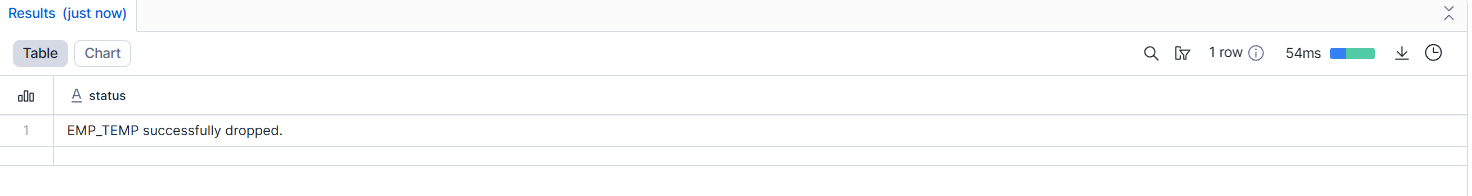 Results (just now)
Table Chart 1 row 54ms
A status
1 EMP_TEMP successfully dropped.